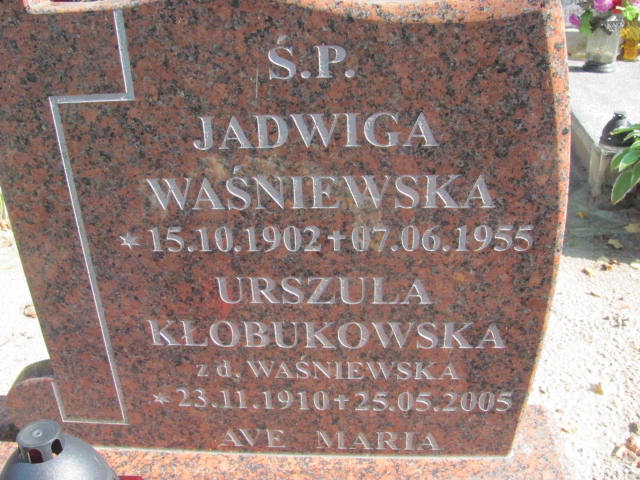 Ś.P.
JADWIGA
WAŚNIEWSKA
*15.10.1902+07.06.1955
URSZULA
KŁOBUKOWSKA
z d. WAŚNIEWSKA
*23.11.1910+25.05.2005
AVE MARIA